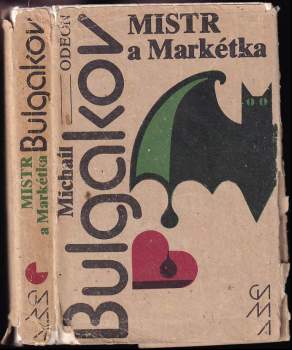 MISTR
a Markétka
Bulgakov
MISTR
a Markétka
Michail
Bulgakov
ODEON